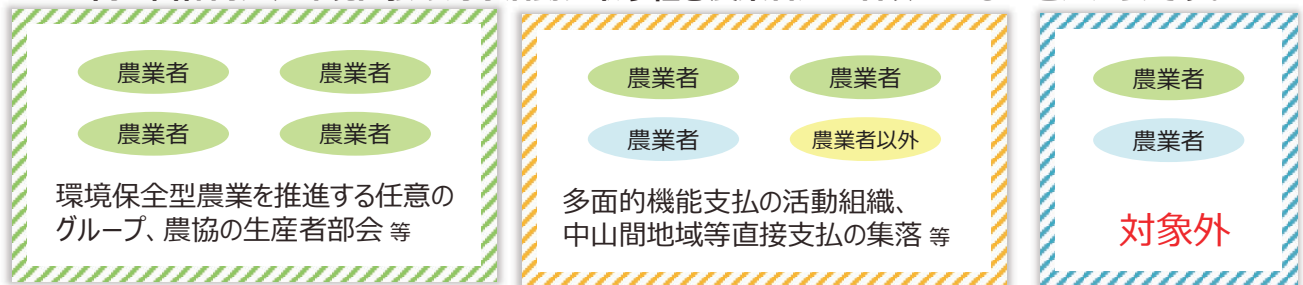 農業者 農業者
農業者 農業者
環境保全型農業を推進する任意の
グループ、農協の生産者部会 等
農業者 農業者
農業者 農業者以外
多面的機能支払の活動組織、
中山間地域等直接支払の集落 等
農業者
農業者
対象外